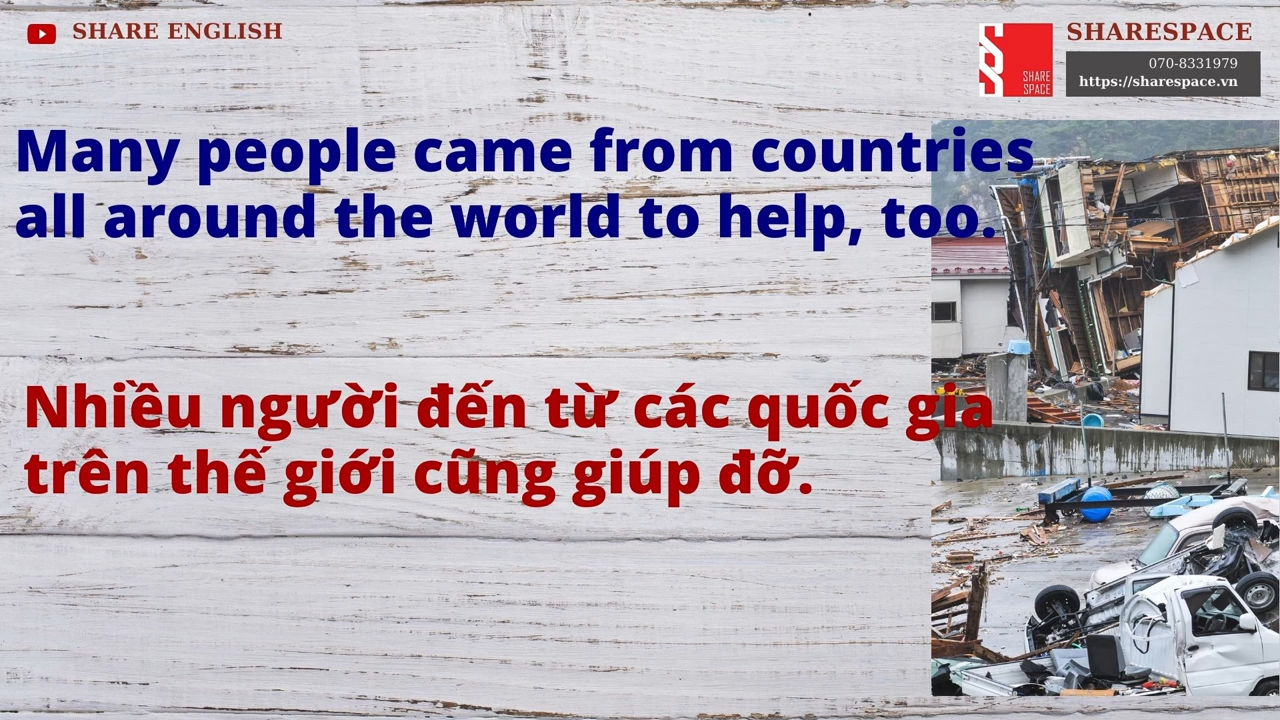 SHARE ENGLISH
SHARE SPACE
SHARESPACE
070-8331979
https://sharespace.vn
Many people came from countries
all around the world to help, too.
Nhiều người đến từ các quốc gia
trên thế giới cũng giúp đỡ.